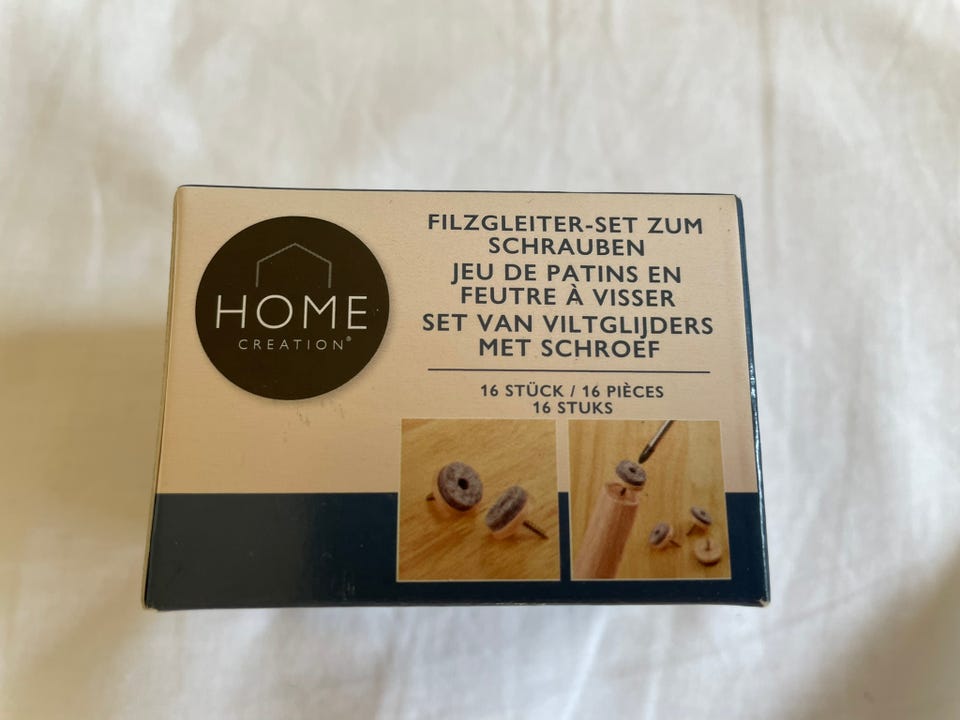 HOME
CREATION®
FILZGLEITER-SET ZUM
SCHRAUBEN
JEU DE PATINS EN
FEUTRE À VISSER
SET VAN VILTGLIJDERS
MET SCHROEF
16 STÜCK / 16 PIÈCES
16 STUKS